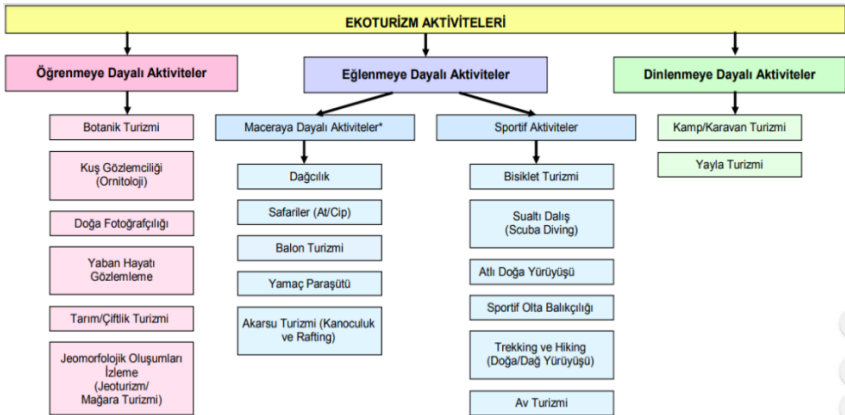 EKOTURİZM AKTİVİTELERİ
Öğrenmeye Dayalı Aktiviteler
Eğlenmeye Dayalı Aktiviteler
Dinlenmeye Dayalı Aktiviteler
Botanik Turizmi
Kuş Gözlemciliği
(Ornitoloji)
Doğa Fotoğrafçılığı
Yaban Hayatı
Gözlemleme
Tarım/Çiftlik Turizmi
Jeomorfolojik Oluşumları
İzleme
(Jeoturizm/
Mağara Turizmi)
Maceraya Dayalı Aktiviteler*
Dağcılık
Safariler (At/Cip)
Balon Turizmi
Yamaç Paraşütü
Akarsu Turizmi (Kanoculuk
ve Rafting)
Sportif Aktiviteler
Bisiklet Turizmi
Sualtı Dalış
(Scuba Diving)
Atlı Doğa Yürüyüşü
Sportif Olta Balıkçılığı
Trekking ve Hiking
(Doğa/Dağ Yürüyüşü)
Av Turizmi
Kamp/Karavan Turizmi
Yayla Turizmi